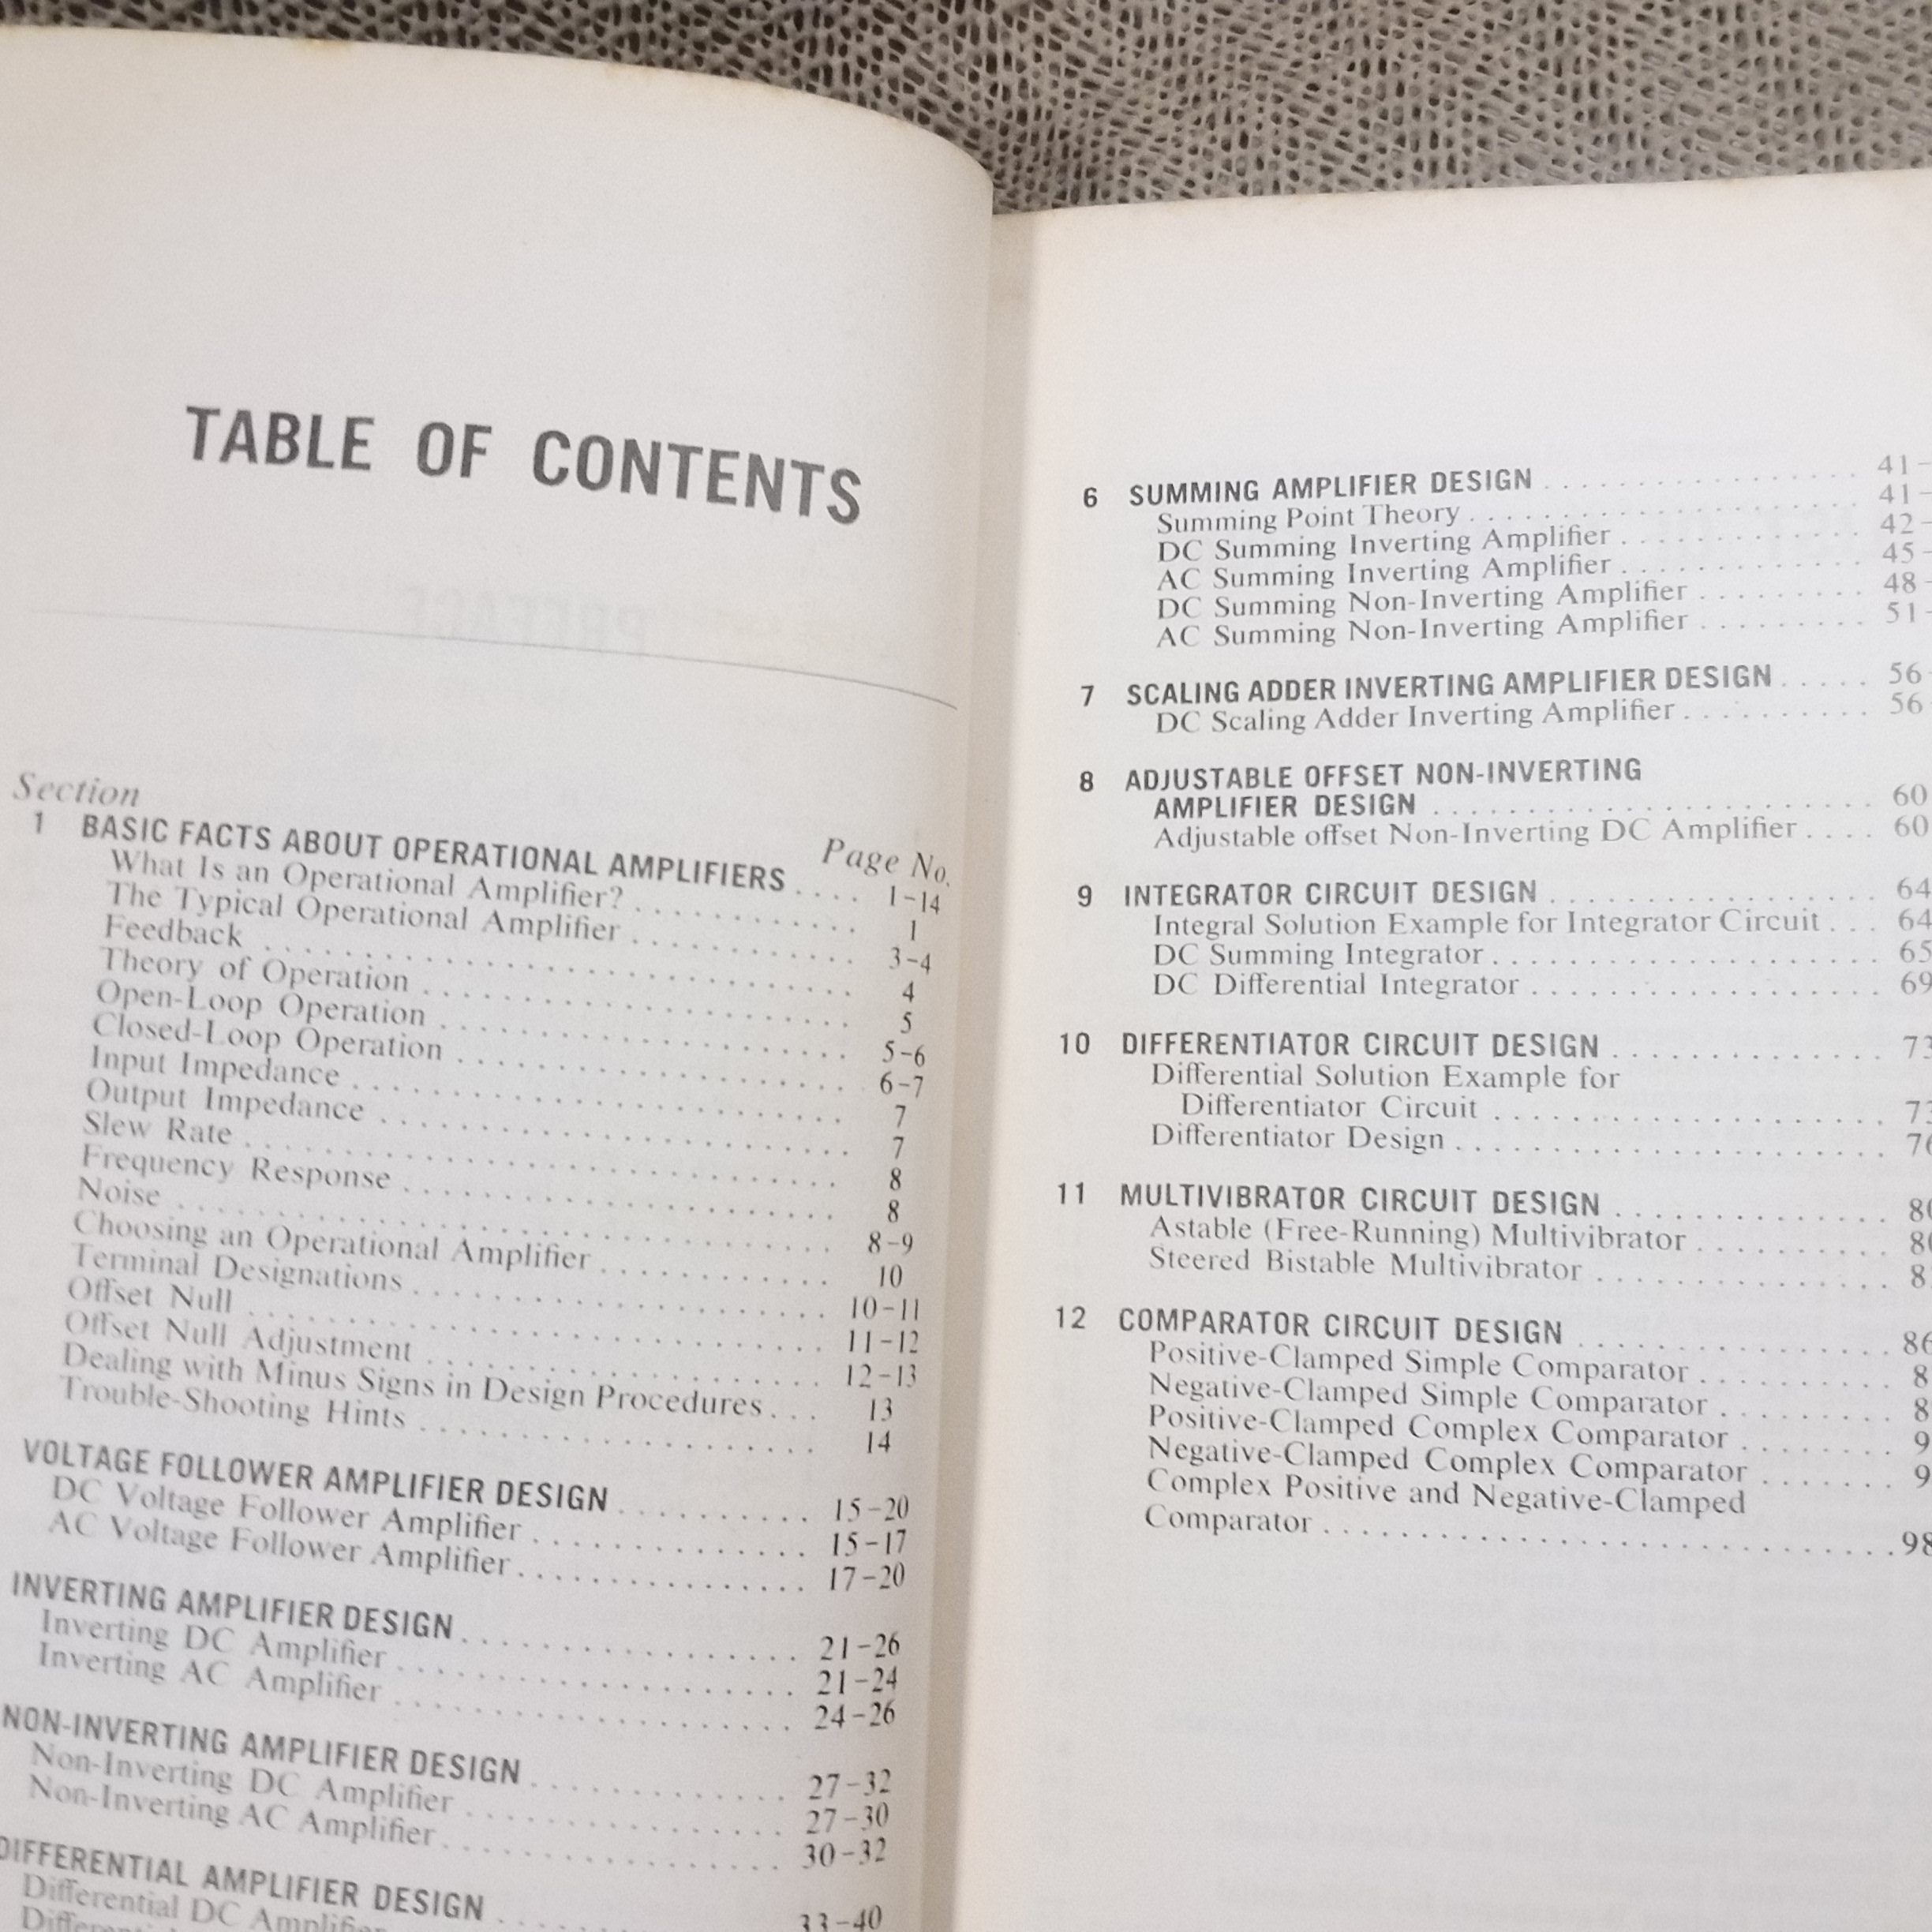 TABLE OF CONTENTS
Section
Page No.
1 BASIC FACTS ABOUT OPERATIONAL AMPLIFIERS .... 1-14
What Is an Operational Amplifier? ............ 1
The Typical Operational Amplifier ............ 3-4
Feedback ............ 4
Theory of Operation ............ 5
Open-Loop Operation ............ 5-6
Closed-Loop Operation ............ 6-7
Input Impedance ............ 7
Output Impedance ............ 7
Slew Rate ............ 8
Frequency Response ............ 8
Noise ............ 8-9
Choosing an Operational Amplifier ............ 10
Terminal Designations ............ 10-11
Offset Null ............ 11-12
Offset Null Adjustment ............ 12-13
Dealing with Minus Signs in Design Procedures ... 13
Trouble-Shooting Hints ............ 14
VOLTAGE FOLLOWER AMPLIFIER DESIGN ............ 15-20
DC Voltage Follower Amplifier ............ 15-17
AC Voltage Follower Amplifier ............ 17-20
INVERTING AMPLIFIER DESIGN ............ 21-26
Inverting DC Amplifier ............ 21-24
Inverting AC Amplifier ............ 24-26
NON-INVERTING AMPLIFIER DESIGN ............ 27-32
Non-Inverting DC Amplifier ............ 27-30
Non-Inverting AC Amplifier ............ 30-32
DIFFERENTIAL AMPLIFIER DESIGN ............ 33-40
Differential DC
6 SUMMING AMPLIFIER DESIGN ............ 41-
Summing Point Theory ............ 41-
DC Summing Inverting Amplifier ............ 42-
AC Summing Inverting Amplifier ............ 45-
DC Summing Non-Inverting Amplifier ......... 48-
AC Summing Non-Inverting Amplifier ......... 51-
7 SCALING ADDER INVERTING AMPLIFIER DESIGN ..... 56-
DC Scaling Adder Inverting Amplifier .......... 56-
8 ADJUSTABLE OFFSET NON-INVERTING
AMPLIFIER DESIGN ............ 60
Adjustable offset Non-Inverting DC Amplifier .... 60
9 INTEGRATOR CIRCUIT DESIGN ............ 64
Integral Solution Example for Integrator Circuit ... 64
DC Summing Integrator ............ 65
DC Differential Integrator ............ 69
10 DIFFERENTIATOR CIRCUIT DESIGN ............ 73
Differential Solution Example for
Differentiator Circuit ............ 73
Differentiator Design ............ 76
11 MULTIVIBRATOR CIRCUIT DESIGN ............
Astable (Free-Running) Multivibrator ............
Steered Bistable Multivibrator ............
12 COMPARATOR CIRCUIT DESIGN ............ 86
Positive-Clamped Simple Comparator ............
Negative-Clamped Simple Comparator ............
Positive-Clamped Complex Comparator ............
Negative-Clamped Complex Comparator ............
Complex Positive and Negative-Clamped
Comparator ............ 98